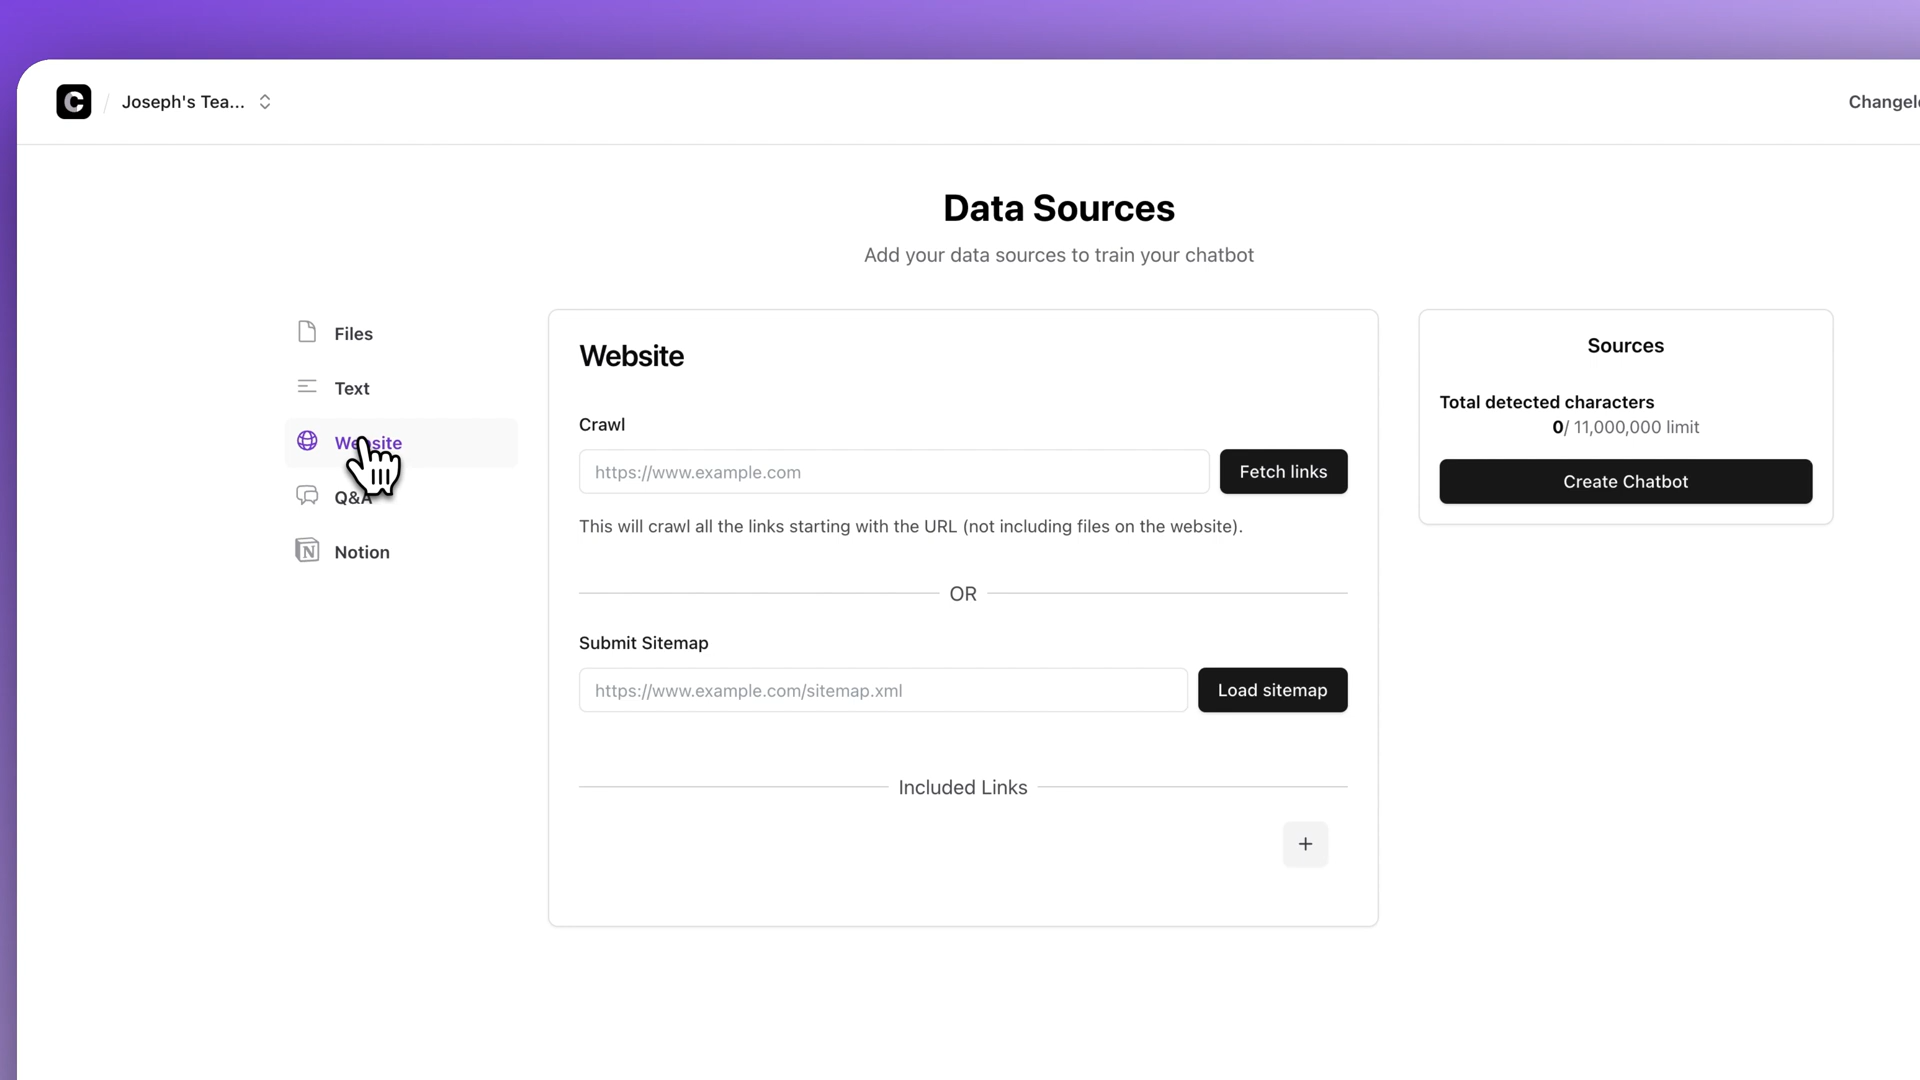 C / Joseph's Tea...
Data Sources
Add your data sources to train your chatbot
Files
Text
Website
Q&A
Notion
Website
Crawl
https://www.example.com
Fetch links
This will crawl all the links starting with the URL (not including files on the website).
OR
Submit Sitemap
https://www.example.com/sitemap.xml
Load sitemap
Included Links
+
Sources
Total detected characters
0/ 11,000,000 limit
Create Chatbot